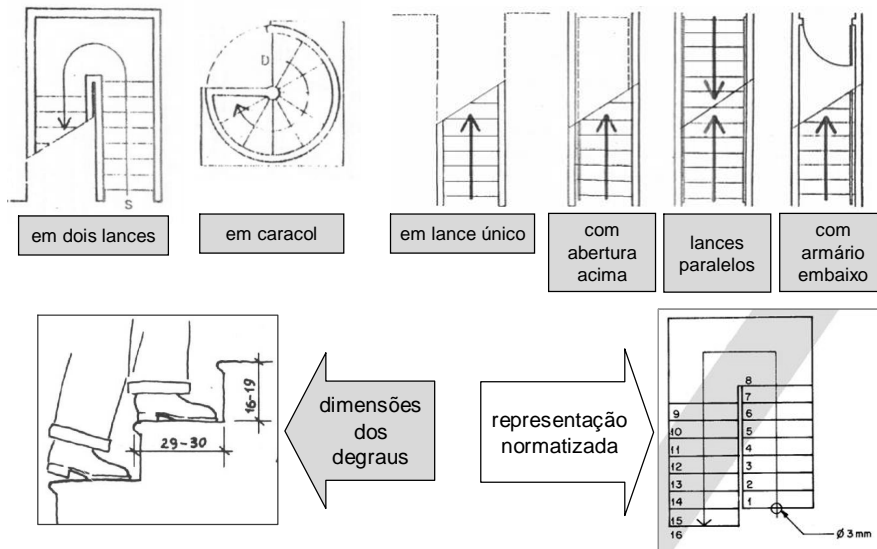 D
S
em dois lances
em caracol
em lance único
com
abertura
acima
lances
paralelos
com
armário
embaixo
16-19
29-30
dimensões
dos
degraus
representação
normatizada
8
7
9 6
10 5
11 4
12 3
13 2
14 1
15
16
Ø 3 mm